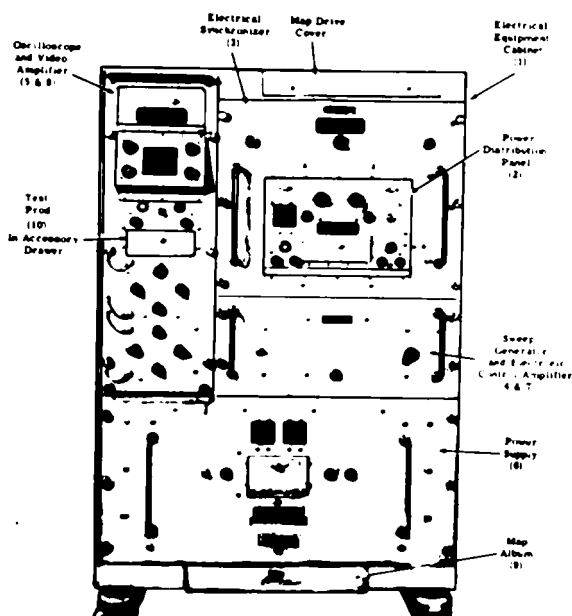 Electrical
Synchronizer
(3)
Map Drive
Cover
Electrical
Equipment
Cabinet
(1)
Oscilloscope
and Video
Amplifier
(5 & 8)
Power
Distribution
Panel
(2)
Test
Prod
(10)
In Accessory
Drawer
Sweep
Generator
and Electric
Control Amplifier
4 & 7
Power
Supply
(6)
Map
Album
(9)